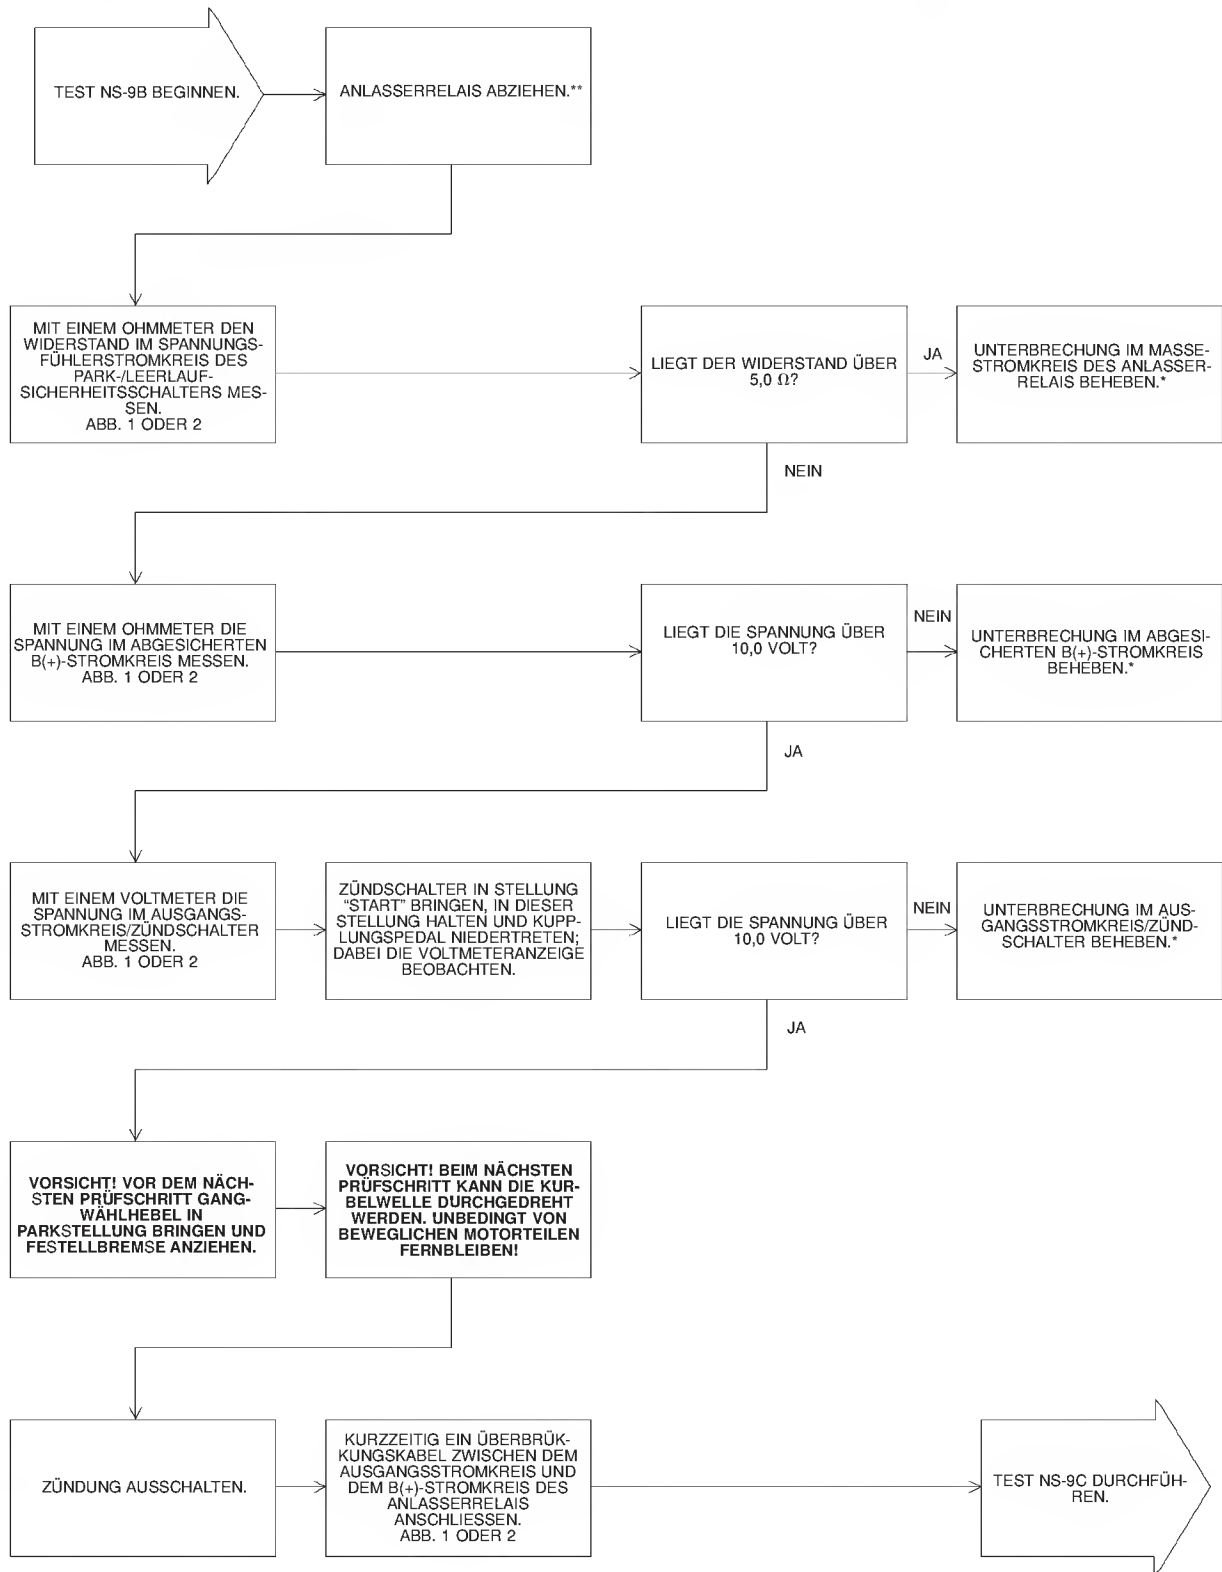 TEST NS-9B BEGINNEN.
ANLASSERRELAIS ABZIEHEN.**
MIT EINEM OHMMETER DEN
WIDERSTAND IM SPANNUNGS-
FÜHLERSTROMKREIS DES
PARK-/LEERLAUF-
SICHERHEITSSCHALTERS MES-
SEN.
ABB. 1 ODER 2
LIEGT DER WIDERSTAND ÜBER
5,0 Ω?
JA
UNTERBRECHUNG IM MASSE-
STROMKREIS DES ANLASSER-
RELAIS BEHEBEN.*
NEIN
MIT EINEM OHMMETER DIE
SPANNUNG IM ABGESICHERTEN
B(+)-STROMKREIS MESSEN.
ABB. 1 ODER 2
LIEGT DIE SPANNUNG ÜBER
10,0 VOLT?
NEIN
UNTERBRECHUNG IM ABGESI-
CHERTEN B(+)-STROMKREIS
BEHEBEN.*
JA
MIT EINEM VOLTMETER DIE
SPANNUNG IM AUSGANGS-
STROMKREIS/ZÜNDSCHALTER
MESSEN.
ABB. 1 ODER 2
ZÜNDSCHALTER IN STELLUNG
“START” BRINGEN, IN DIESER
STELLUNG HALTEN UND KUPP-
PLUNGSPEDAL NIEDERTRETEN;
DABEI DIE VOLTMETERANZEIGE
BEOBACHTEN.
LIEGT DIE SPANNUNG ÜBER
10,0 VOLT?
NEIN
UNTERBRECHUNG IM AUS-
GANGSSTROMKREIS/ZÜND-
SCHALTER BEHEBEN.*
JA
VORSICHT! VOR DEM NÄCH-
STEN PRÜFSCHRITT GANG-
WÄHLHEBEL IN
PARKSTELLUNG BRINGEN UND
FESTELLBREMSE ANZIEHEN.
VORSICHT! BEIM NÄCHSTEN
PRÜFSCHRITT KANN DIE KUR-
BELWELLE DURCHGEDREHT
WERDEN. UNBEDINGT VON
BEWEGLICHEN MOTORTEILEN
FERNBLEIBEN!
ZÜNDUNG AUSSCHALTEN.
KURZZEITIG EIN ÜBERBRÜK-
KUNGSKABEL ZWISCHEN DEM
AUSGANGSSTROMKREIS UND
DEM B(+)-STROMKREIS DES
ANLASSERRELAIS
ANSCHLIESSEN.
ABB. 1 ODER 2
TEST NS-9C DURCHFÜH-
REN.